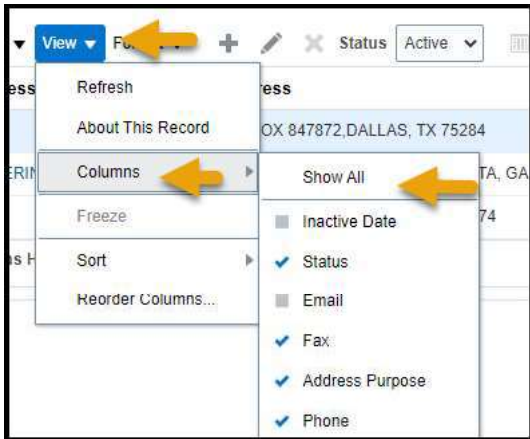 View Status Active
ess ress
Refresh
About This Record OX 847872,DALLAS, TX 75284
ERIN Columns Show All TA, GA
Freeze Inactive Date 74
Sort Status
Reorder Columns... Email
Fax
Address Purpose
Phone